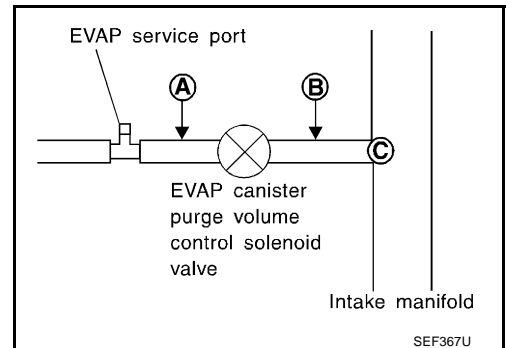 EVAP service port
A
B
C
EVAP canister
purge volume
control solenoid
valve
Intake manifold
SEF367U